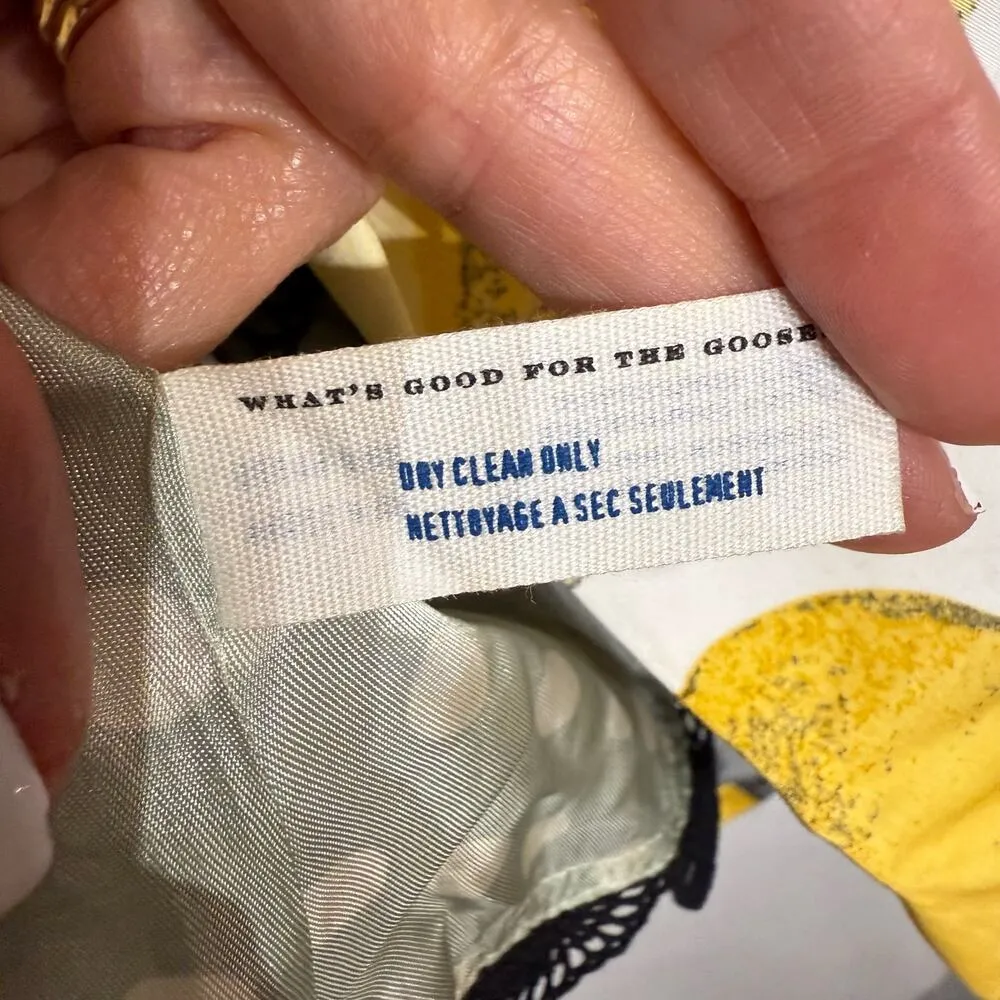 WHAT'S GOOD FOR THE GOOSE
DRY CLEAN ONLY
NETTOYAGE A SEC SEULEMENT